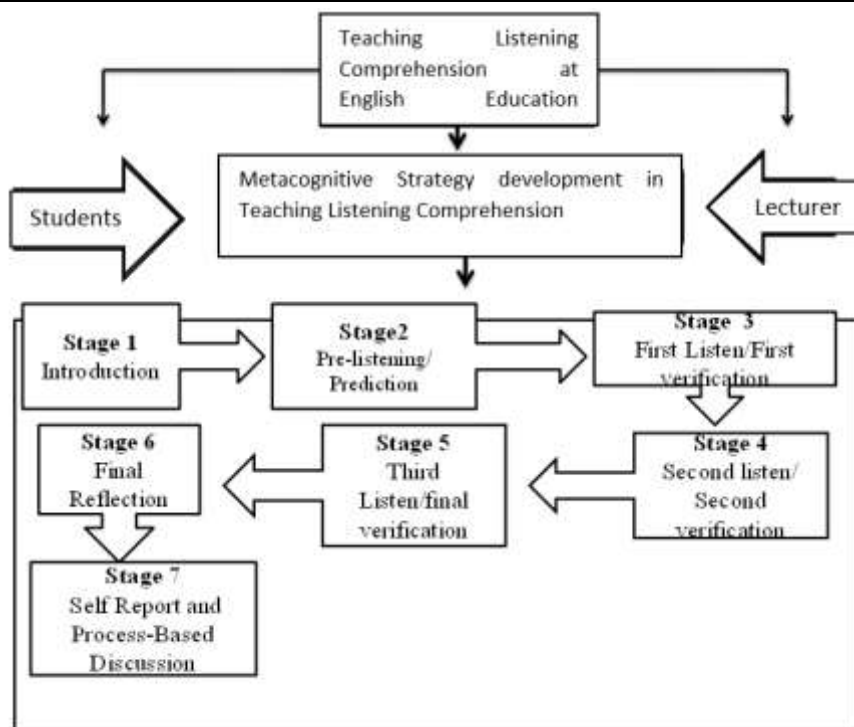 Teaching Listening
Comprehension at
English Education
Metacognitive Strategy development in
Teaching Listening Comprehension
Students
Lecturer
Stage 1
Introduction
Stage2
Pre-listening/
Prediction
Stage 3
First Listen/First
verification
Stage 4
Second listen/
Second
verification
Stage 5
Third
Listen/final
verification
Stage 6
Final
Reflection
Stage 7
Self Report and
Process-Based
Discussion